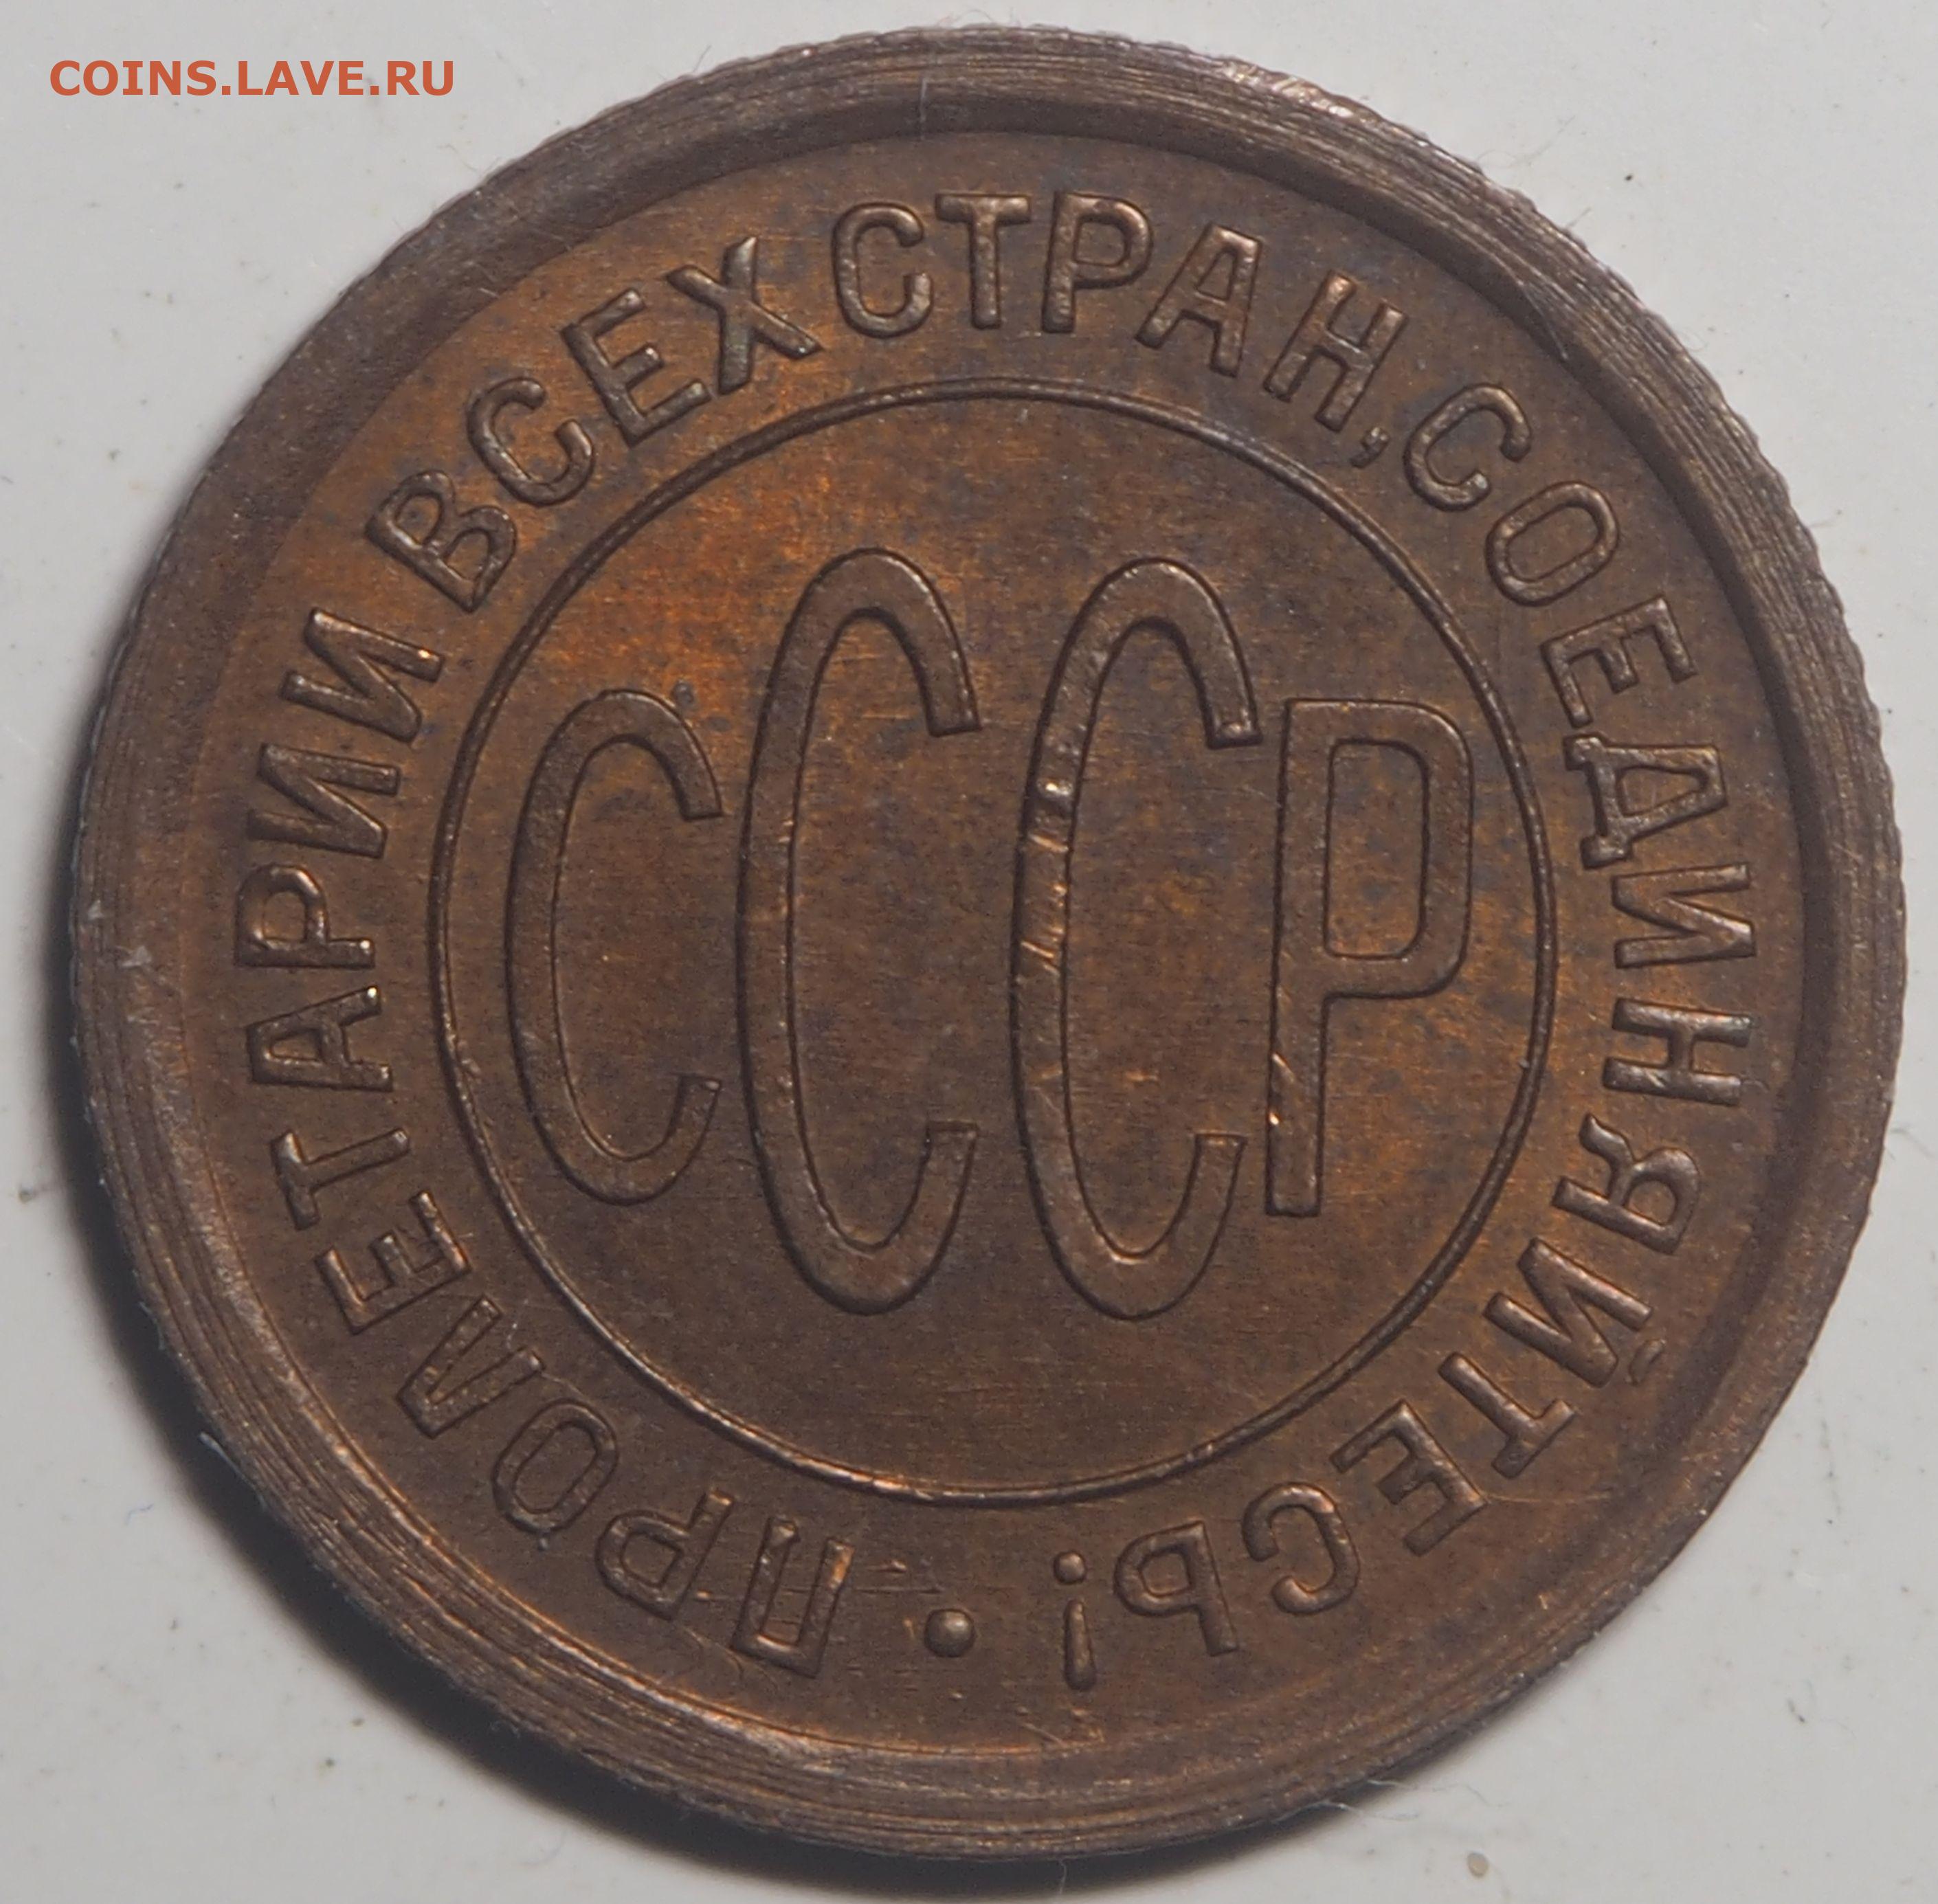 COINS.LAVE.RU
ПРОЛЕТАРИИ ВСЕХ СТРАН, СОЕДИНЯЙТЕСЬ! •
СССР